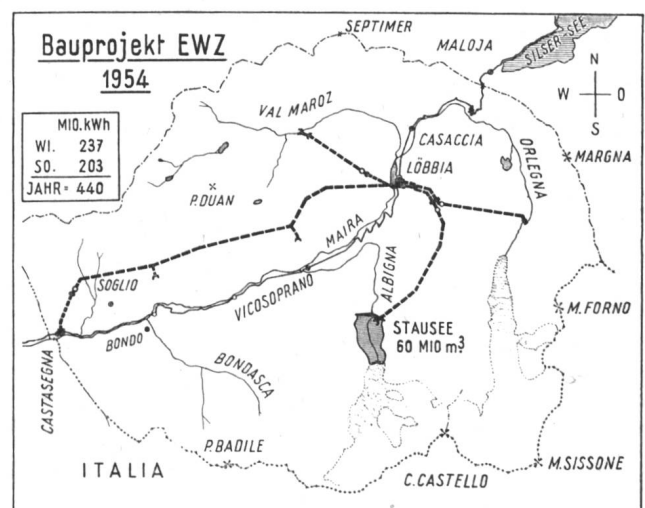 Bauprojekt EWZ
1954
MIO.kWh
WI. 237
SO. 203
JAHR= 440
SEPTIMER
MALOJA
SILSER-SEE
N
W O
S
VAL MAROZ
CASACCIA
LÖBBIA
ORLEGNA
MARGNA
P.DUAN
MAIRA
ALBIGNA
SOGLIO
VICOSOPRANO
BONDO
CASTASEGNA
BONDASCA
STAUSEE
60 MIO m³
M.FORNO
P.BADILE
ITALIA
C.CASTELLO
M.SISSONE